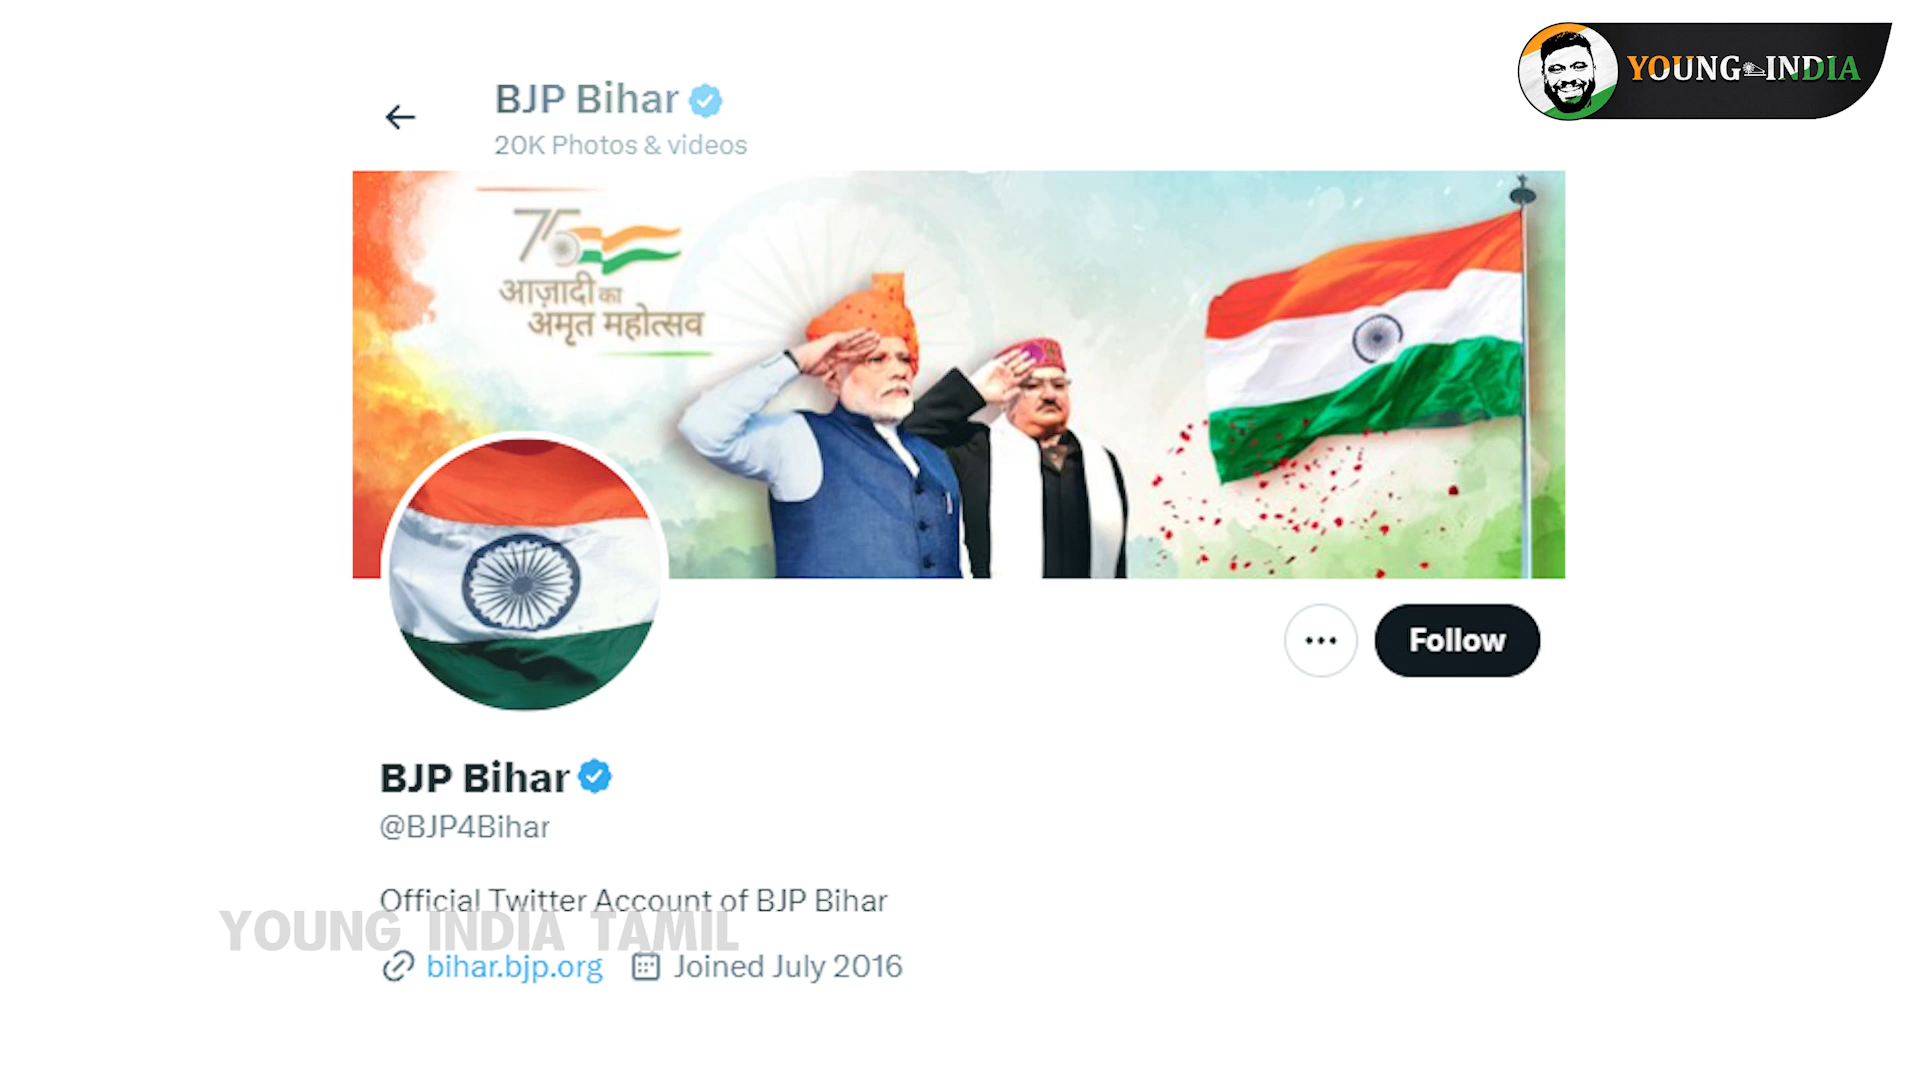 YOUNG INDIA
BJP Bihar
20K Photos & videos
75
आज़ादी का
अमृत महोत्सव
Follow
BJP Bihar
@BJP4Bihar
Official Twitter Account of BJP Bihar
YOUNG INDIA TAMIL
bihar.bjp.org Joined July 2016